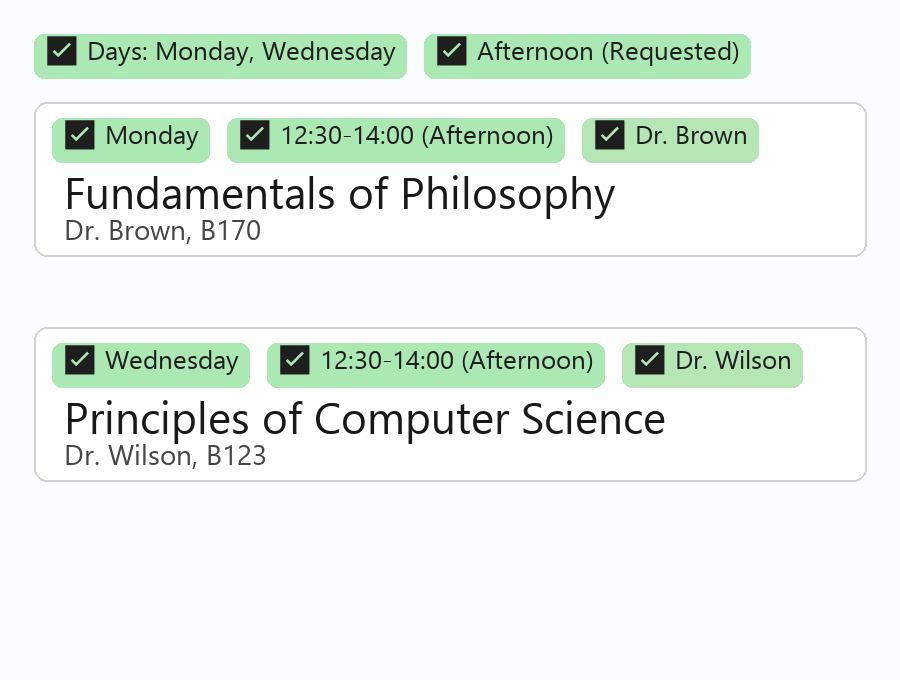 Days: Monday, Wednesday Afternoon (Requested)
Monday 12:30-14:00 (Afternoon) Dr. Brown
Fundamentals of Philosophy
Dr. Brown, B170
Wednesday 12:30-14:00 (Afternoon) Dr. Wilson
Principles of Computer Science
Dr. Wilson, B123